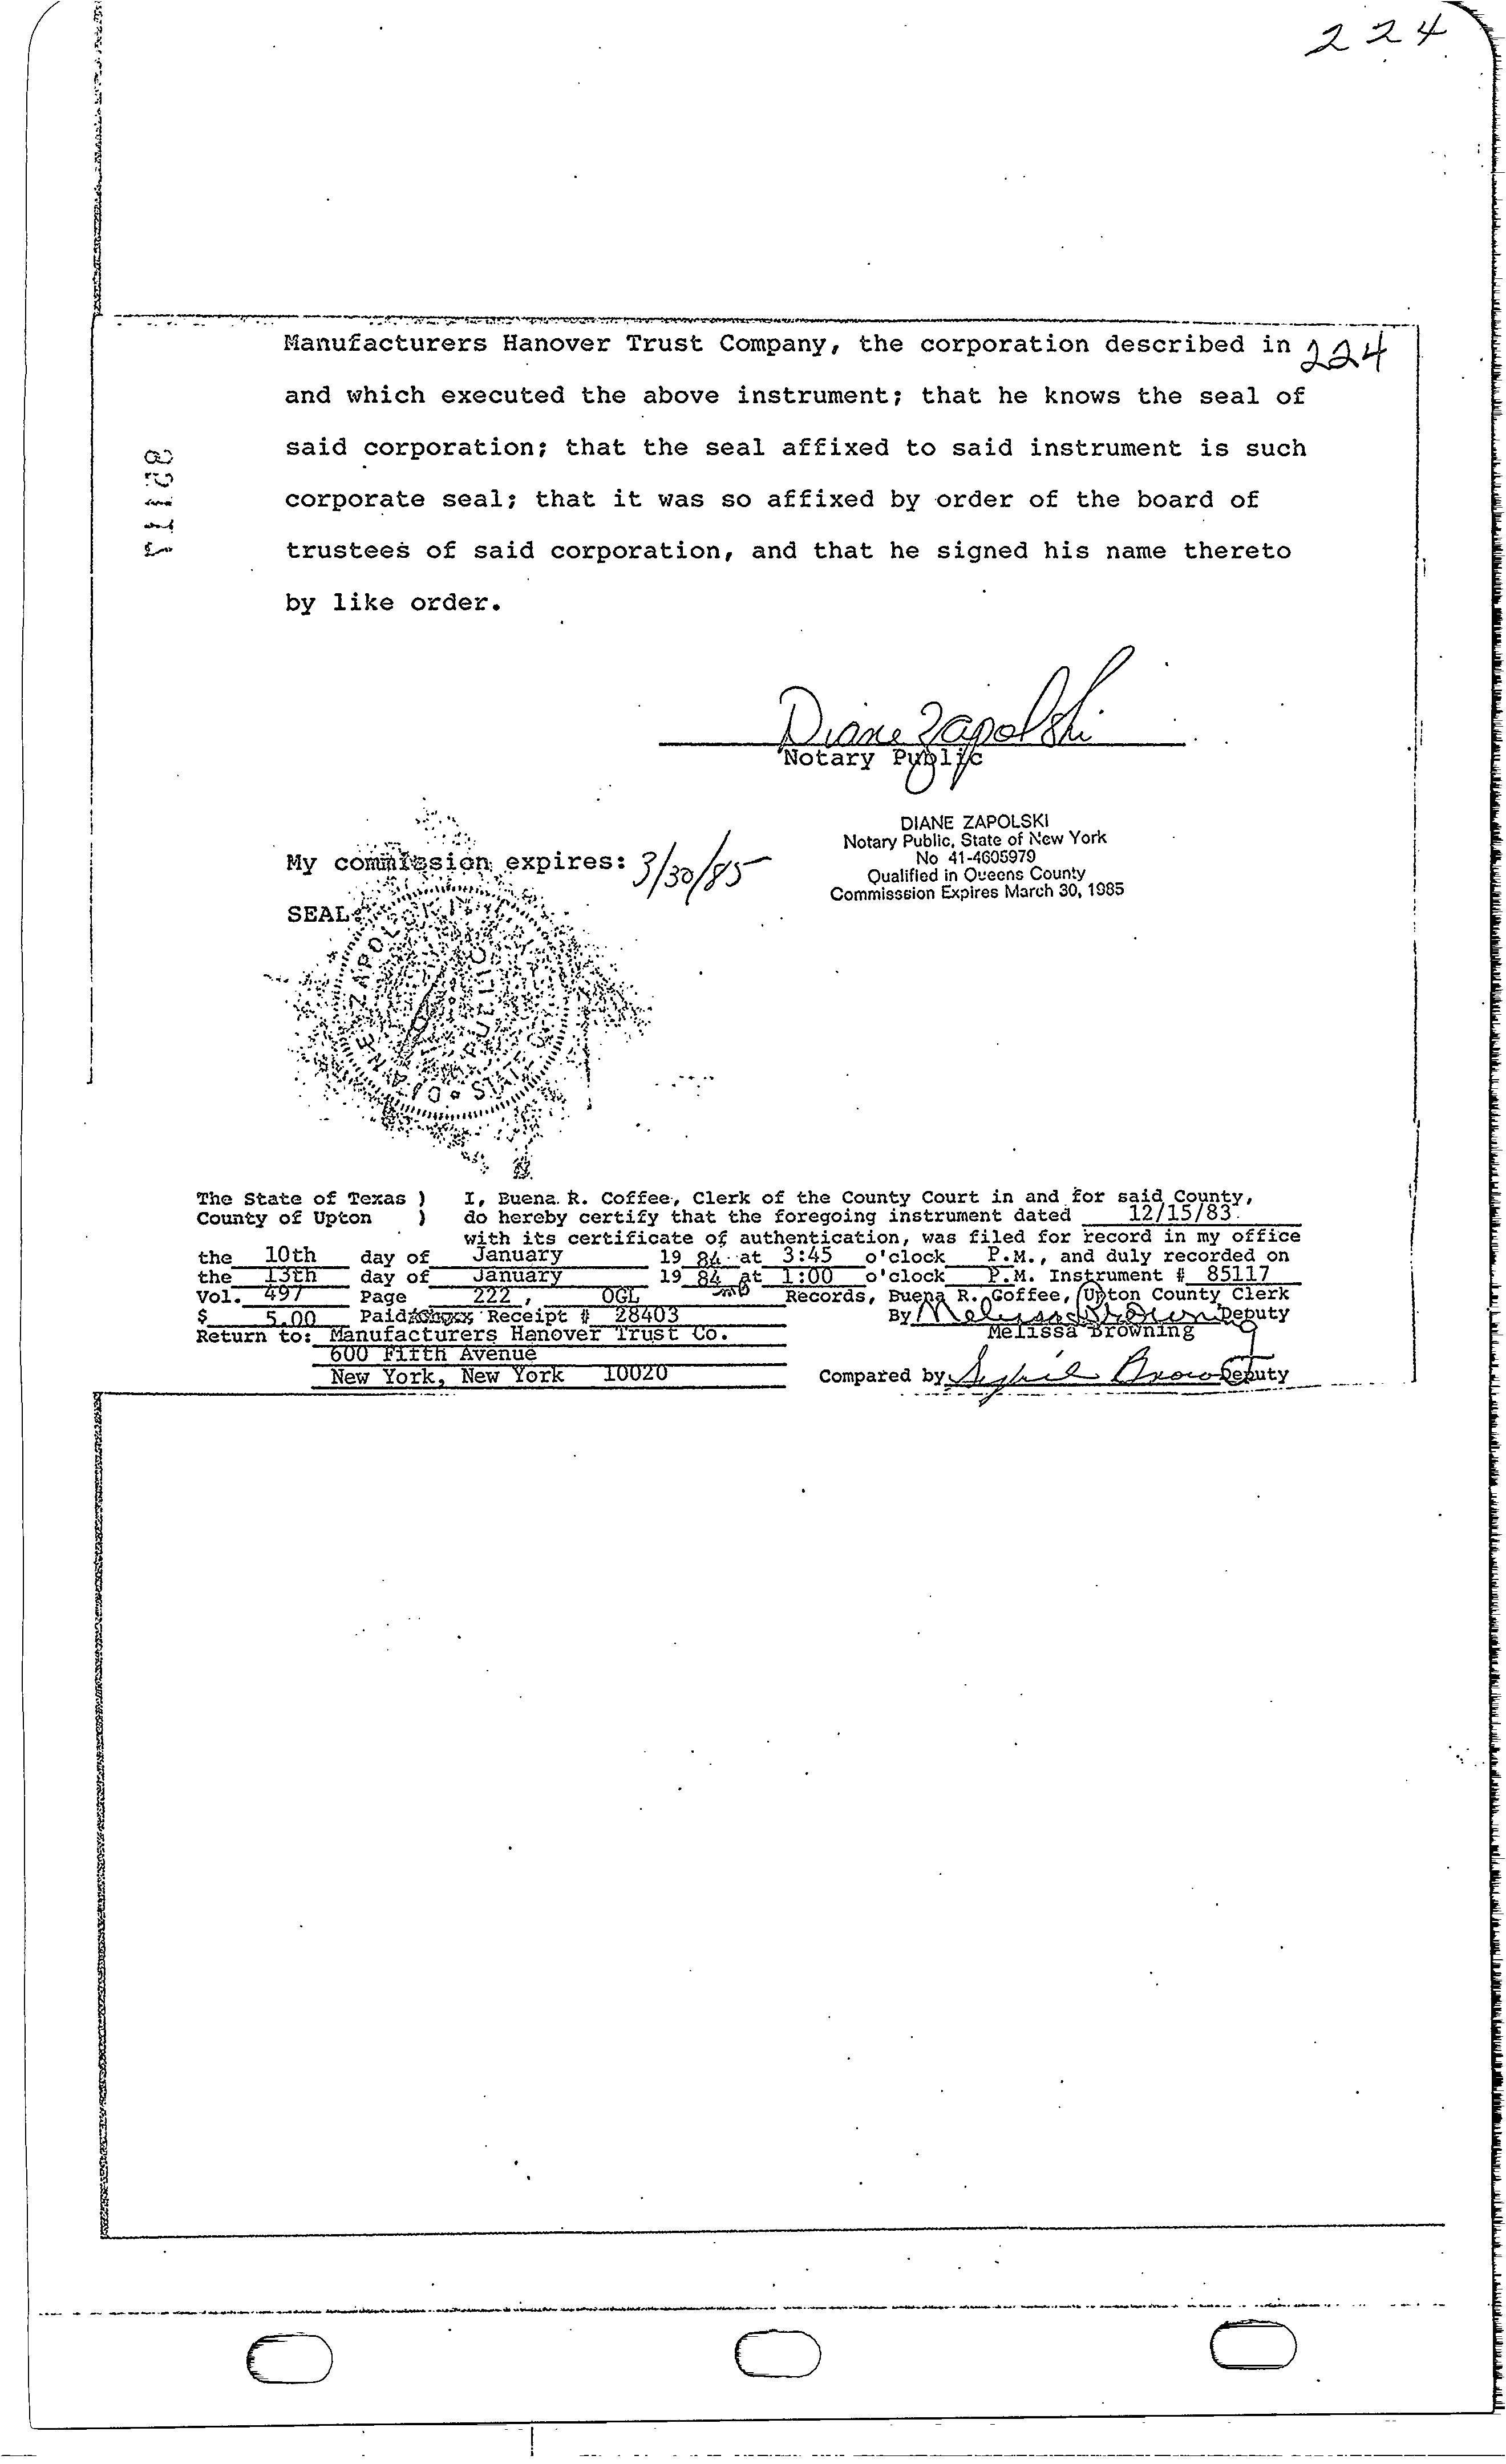 224
Manufacturers Hanover Trust Company, the corporation described in 224
and which executed the above instrument; that he knows the seal of
said corporation; that the seal affixed to said instrument is such
corporate seal; that it was so affixed by order of the board of
trustees of said corporation, and that he signed his name thereto
by like order.
85117
Diane Zapolski
Notary Public
DIANE ZAPOLSKI
Notary Public, State of New York
No 41-4605979
Qualified in Queens County
Commisssion Expires March 30, 1985
My commission expires: 3/30/85
SEAL
DIANE ZAPOLSKI
PUBLIC
STATE
The State of Texas ) I, Buena R. Coffee, Clerk of the County Court in and for said County,
County of Upton ) do hereby certify that the foregoing instrument dated 12/15/83
with its certificate of authentication, was filed for record in my office
the 10th day of January 19 84 at 3:45 o'clock P.M., and duly recorded on
the 13th day of January 19 84 at 1:00 o'clock P.M. Instrument # 85117
Vol. 497 Page 222 , OGL Records, Buena R. Coffee, Upton County Clerk
$ 5.00 Paid Receipt # 28403 By Melissa Browning Deputy
Return to: Manufacturers Hanover Trust Co. Melissa Browning
600 Fifth Avenue
New York, New York 10020 Compared by Deputy